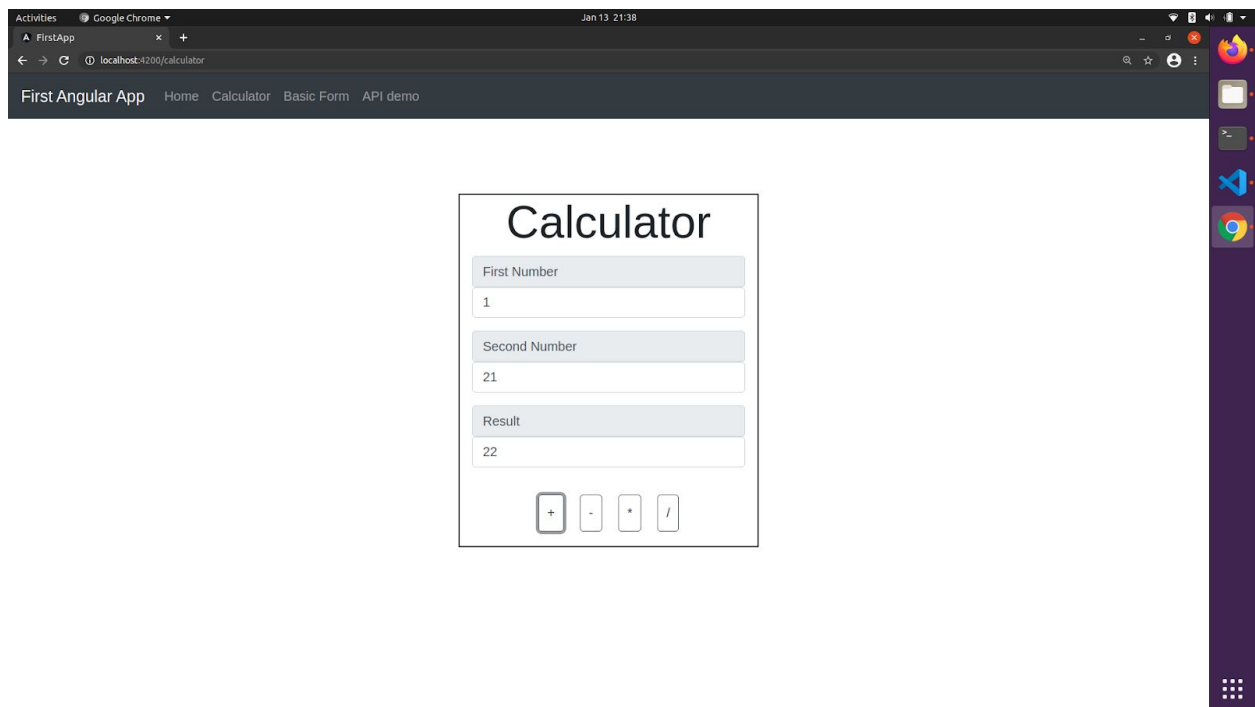 Activities Google Chrome Jan 13 21:38
FirstApp
localhost:4200/calculator
First Angular App Home Calculator Basic Form API demo
Calculator
First Number
1
Second Number
21
Result
22
+ - * /